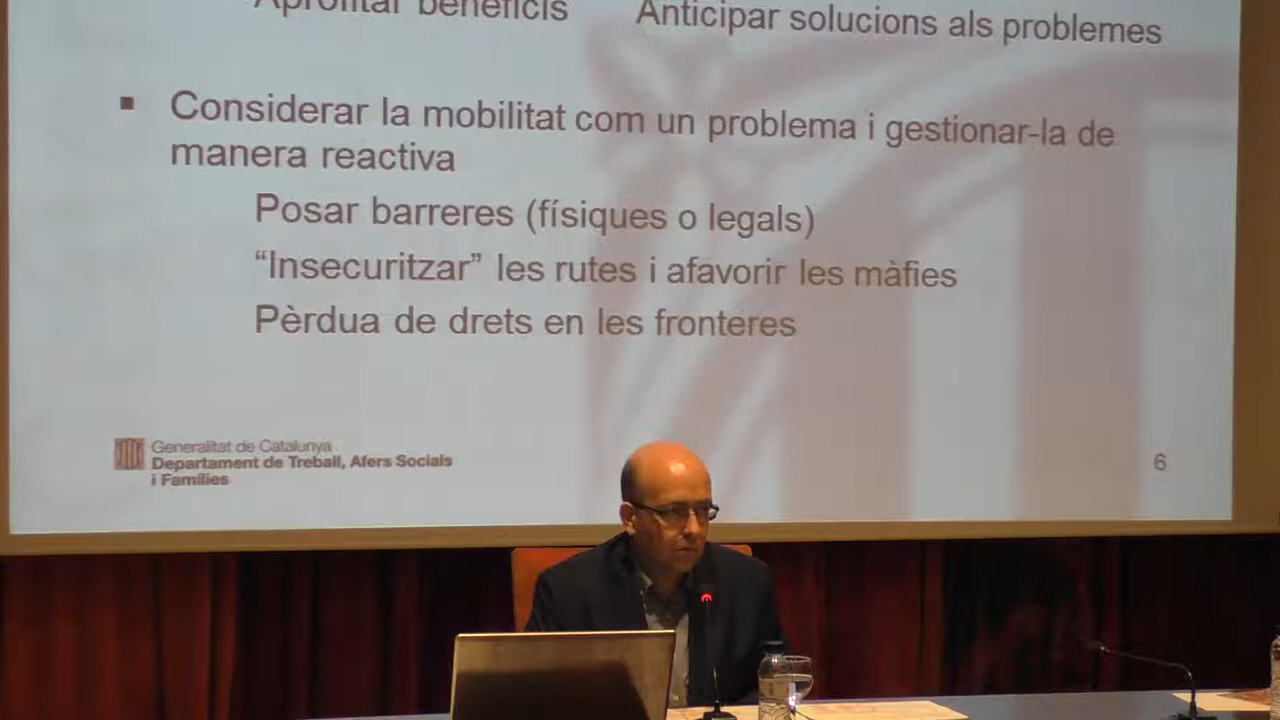 Aprofitar beneficis Anticipar solucions als problemes
▪ Considerar la mobilitat com un problema i gestionar-la de
manera reactiva
Posar barreres (físiques o legals)
“Insecuritzar” les rutes i afavorir les màfies
Pèrdua de drets en les fronteres
Generalitat de Catalunya
Departament de Treball, Afers Socials
i Famílies
6